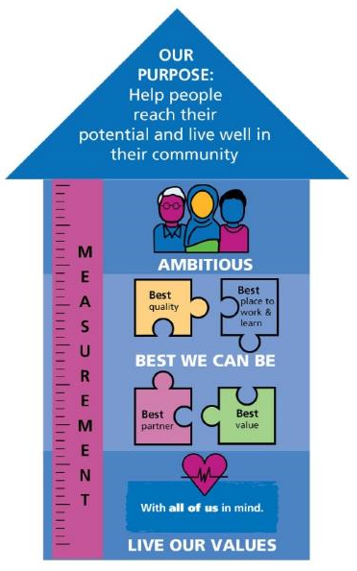 OUR
PURPOSE:
Help people
reach their
potential and live well in
their community
MEASUREMENT
AMBITIOUS
Best
quality
Best
place to
work &
learn
BEST WE CAN BE
Best
partner
Best
value
With all of us in mind.
LIVE OUR VALUES